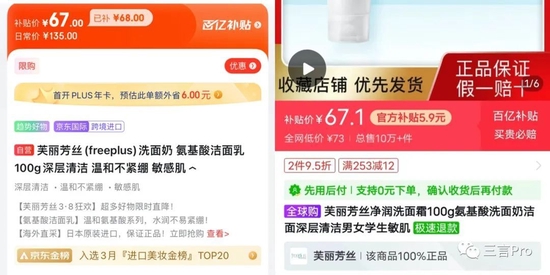 补贴价 ¥67.00 已补 ¥68.00
日常价 ¥135.00
百亿补贴
限购
优惠 >
首开PLUS年卡，预估此单额外省6.00元 >
趋势好物 京东国际 跨境进口
自营 芙丽芳丝 (freeplus) 洗面奶 氨基酸洁面乳
100g深层清洁 温和不紧绷 敏感肌
深层清洁 · 温和不紧绷 · 敏感肌
【芙丽芳丝3·8狂欢】超多好物限时直降！
【氨基酸洁面乳】温和氨基酸系列，水润不易紧绷！
【海外直采】日本原装进口，保证正品！立即抢购 查看>
京东金榜 入选3月『进口美妆金榜』TOP20
收藏店铺 优先发货
正品保证
假一赔十
1/6
补贴价 ¥67.1 官方补贴5.9元
全网低价 ¥73 总售10万+件
百亿补贴
买贵必赔
2件9.5折 满253减12
先用后付 | 支持0元下单，确认收货后再付款
全球购 芙丽芳丝净润洗面霜100g氨基酸洗面奶洁
面深层清洁男女学生敏肌 极速退款
芙丽芳丝 | 该商品100%正品
三言Pro